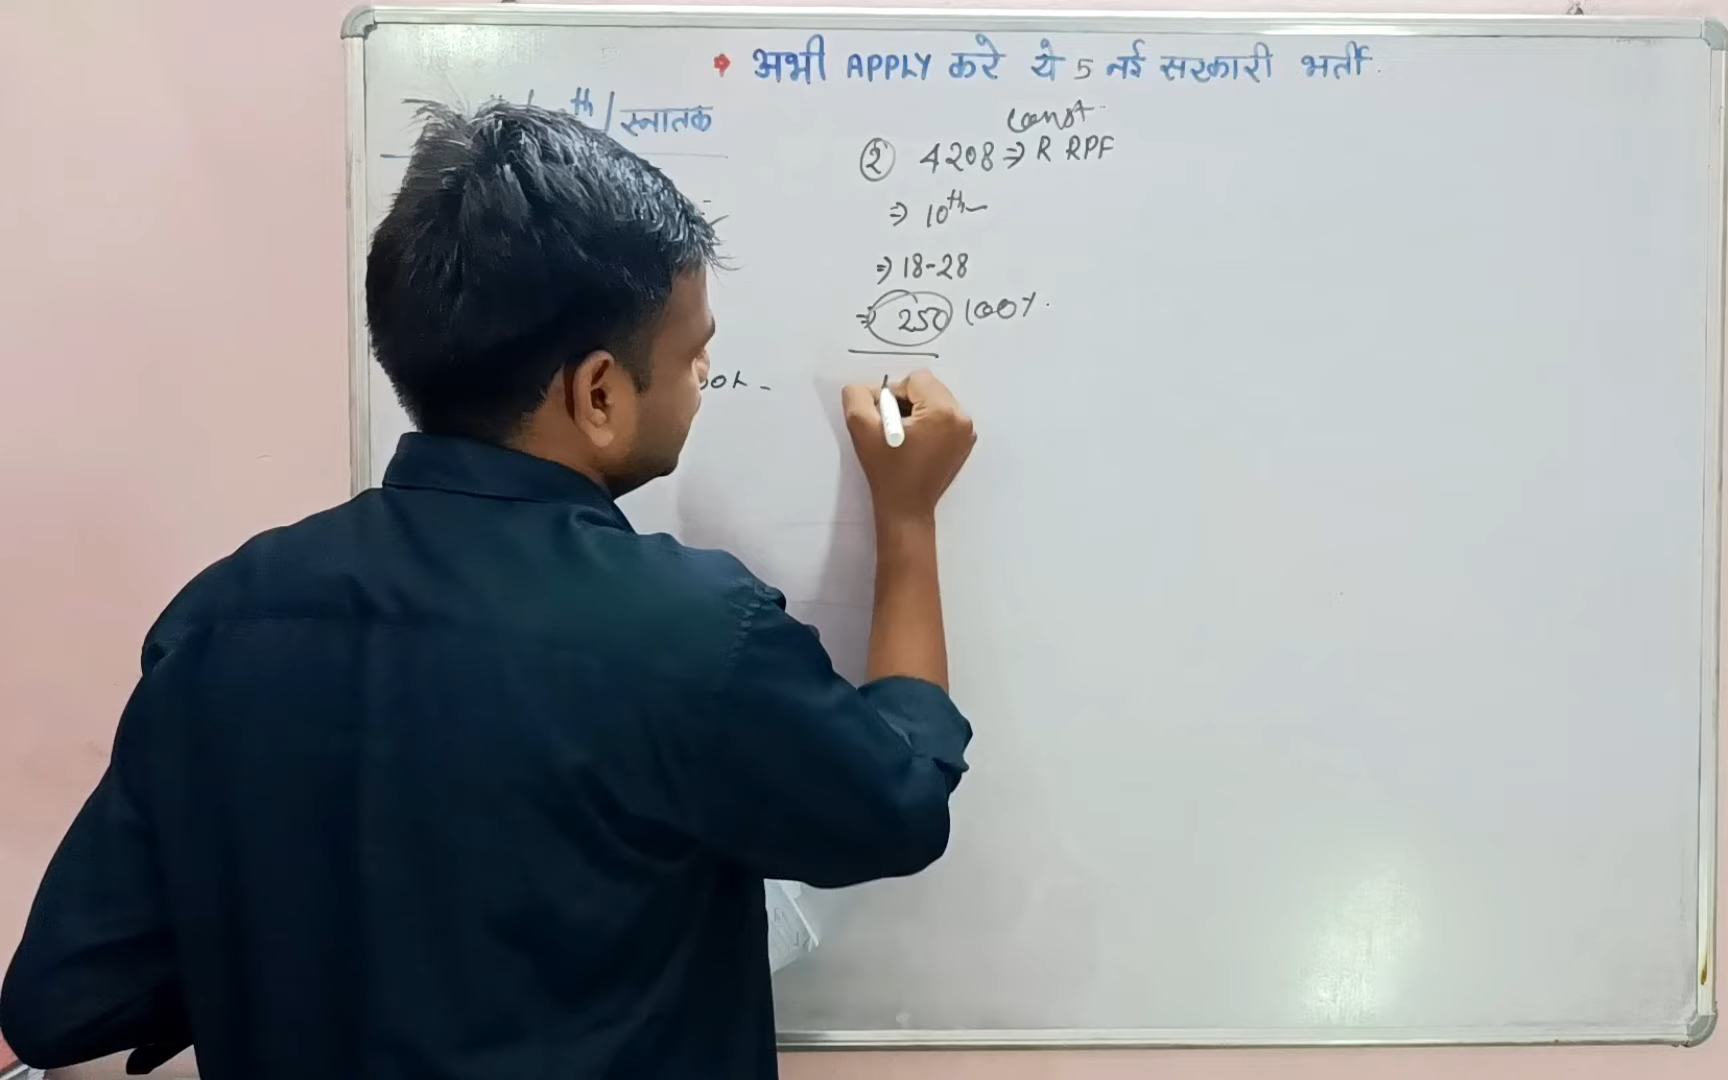 अभी APPLY करे ये 5 नई सरकारी भर्ती
th / स्नातक
const.
② 4208 ⇒ R RPF
⇒ 10th
⇒ 18-28
⇒ 250 100%.